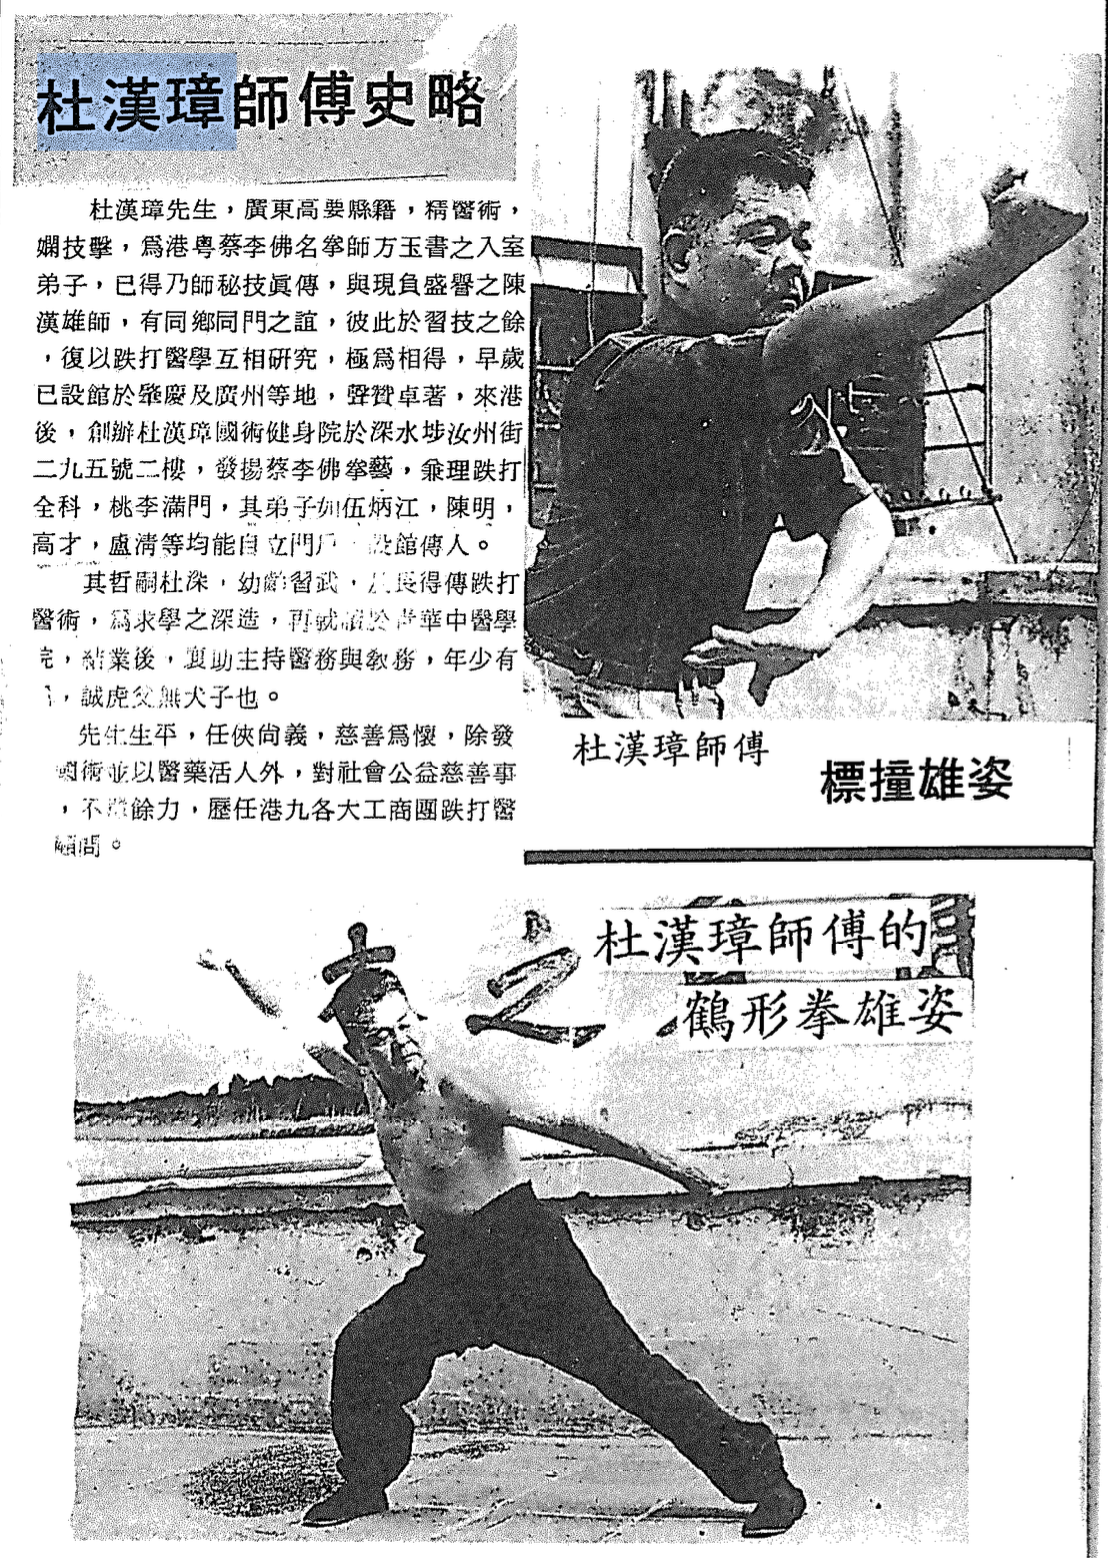 杜漢璋師傅史略
杜漢璋先生，廣東高要縣籍，精醫術，
嫻技擊，爲港粵蔡李佛名拳師方玉書之入室
弟子，已得乃師秘技眞傳，與現負盛譽之陳
漢雄師，有同鄉同門之誼，彼此於習技之餘
，復以跌打醫學互相研究，極爲相得，早歲
已設館於肇慶及廣州等地，聲贊卓著，來港
後，創辦杜漢璋國術健身院於深水埗汝州街
二九五號二樓，發揚蔡李佛拳藝，兼理跌打
全科，桃李滿門，其弟子如伍炳江，陳明，
高才，盧清等均能自立門戶 設館傳人。
其哲嗣杜深，幼齡習武，長得傳跌打
醫術，爲求學之深造，再 華中醫學
院，結業後，襄助主持醫務與敎務，年少有
，誠虎父無犬子也。
先生生平，任俠尙義，慈善爲懷，除發
國術並以醫藥活人外，對社會公益慈善事
，不 餘力，歷任港九各大工商團跌打醫
顧問。
杜漢璋師傅
標撞雄姿
杜漢璋師傅的
鶴形拳雄姿
之